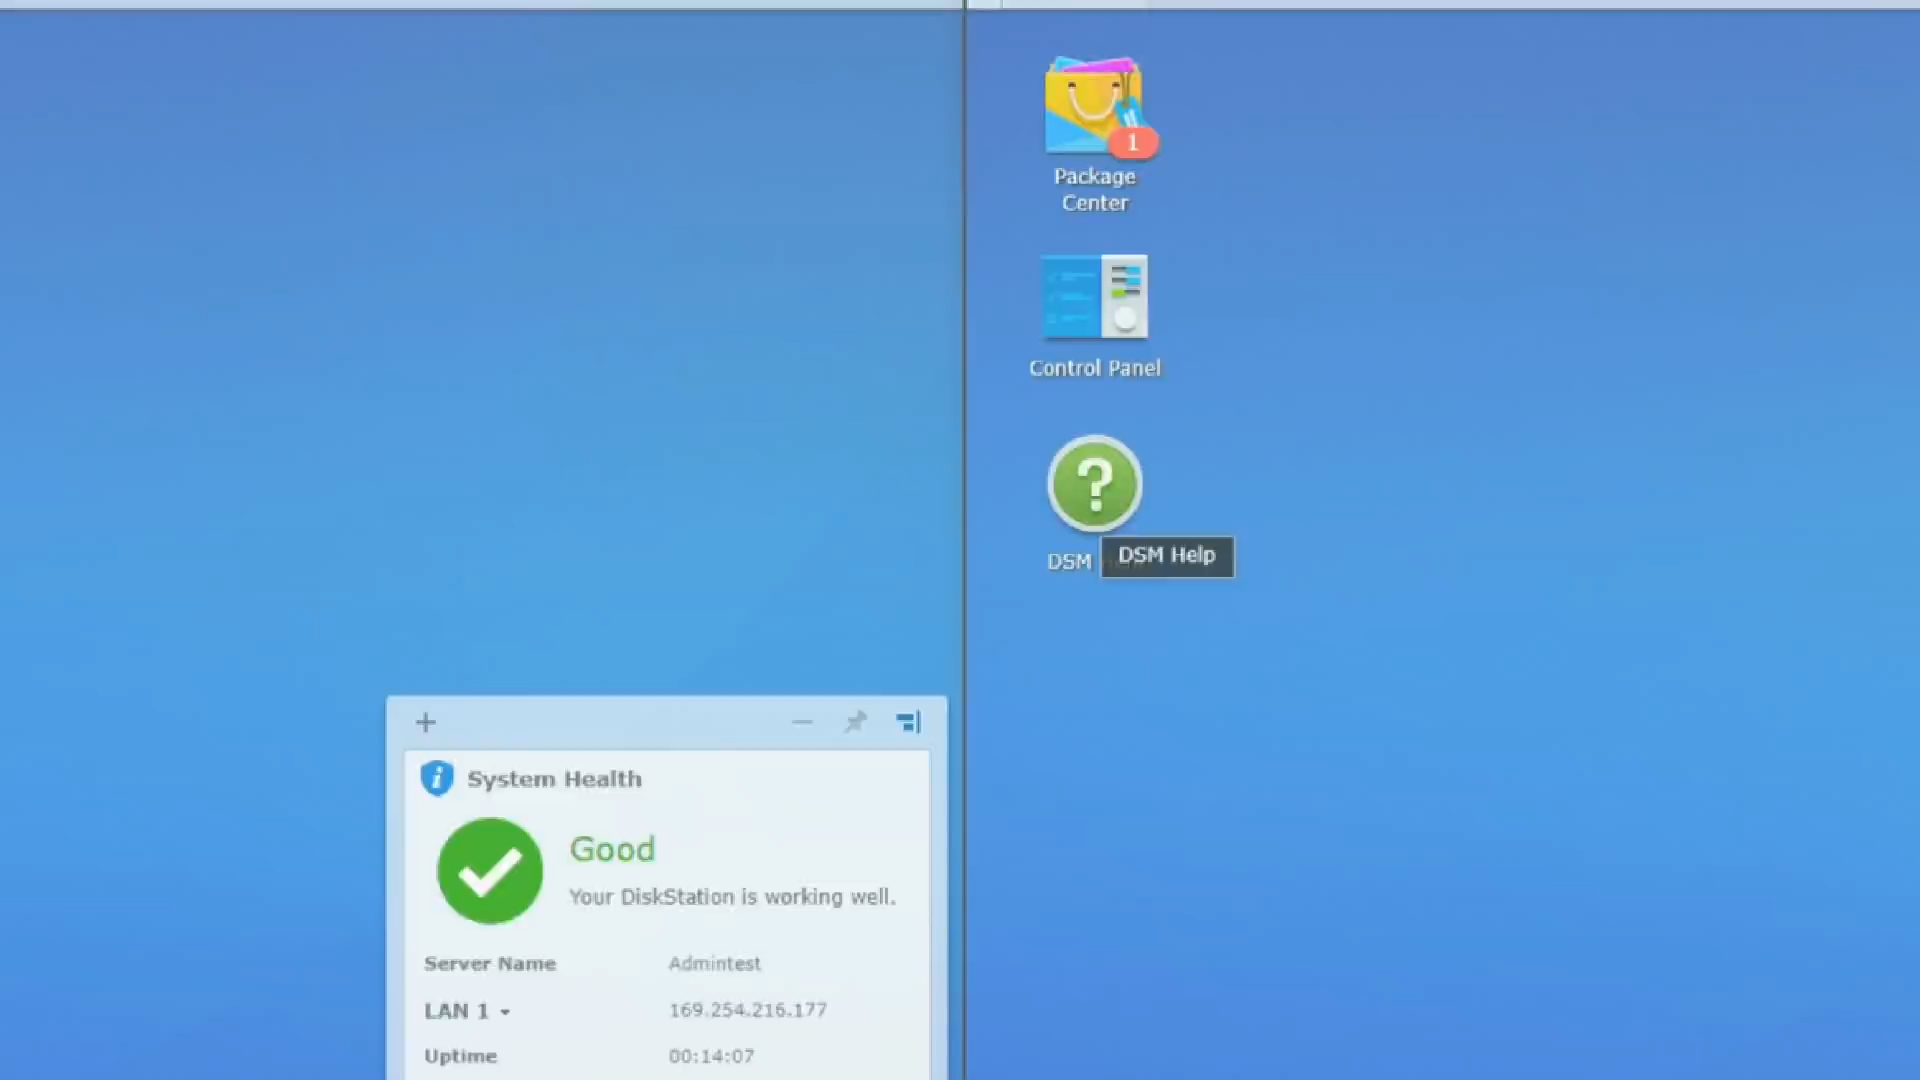 1
Package
Center
Control Panel
DSM
DSM Help
System Health
Good
Your DiskStation is working well.
Server Name Admintest
LAN 1 169.254.216.177
Uptime 00:14:07